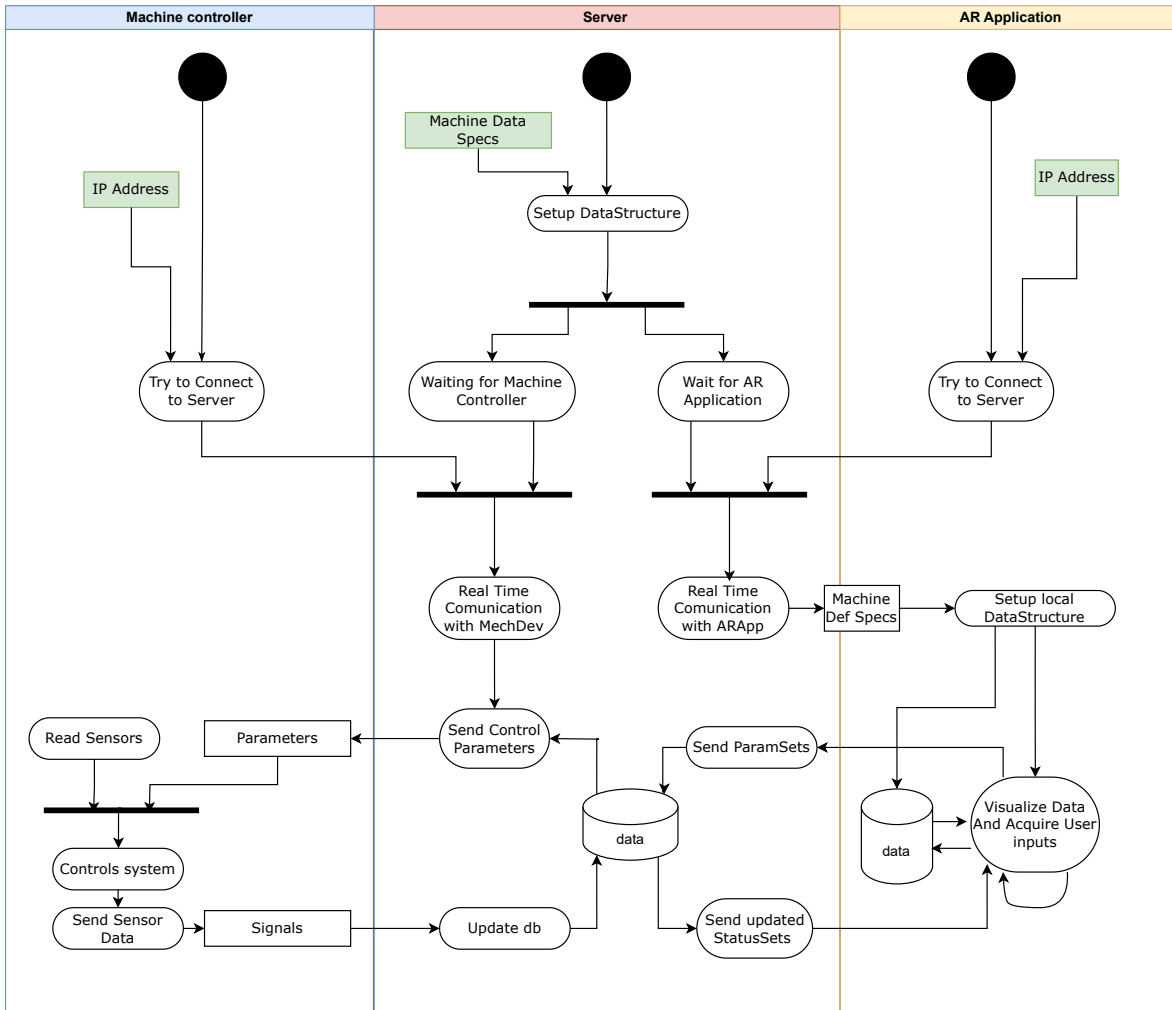 Machine controller
Server
AR Application
Machine Data
Specs
IP Address
IP Address
Setup DataStructure
Try to Connect
to Server
Waiting for Machine
Controller
Wait for AR
Application
Try to Connect
to Server
Real Time
Comunication
with MechDev
Real Time
Comunication
with ARApp
Machine
Def Specs
Setup local
DataStructure
Read Sensors
Parameters
Send Control
Parameters
Send ParamSets
data
Visualize Data
And Acquire User
inputs
data
Controls system
Send Sensor
Data
Signals
Update db
Send updated
StatusSets